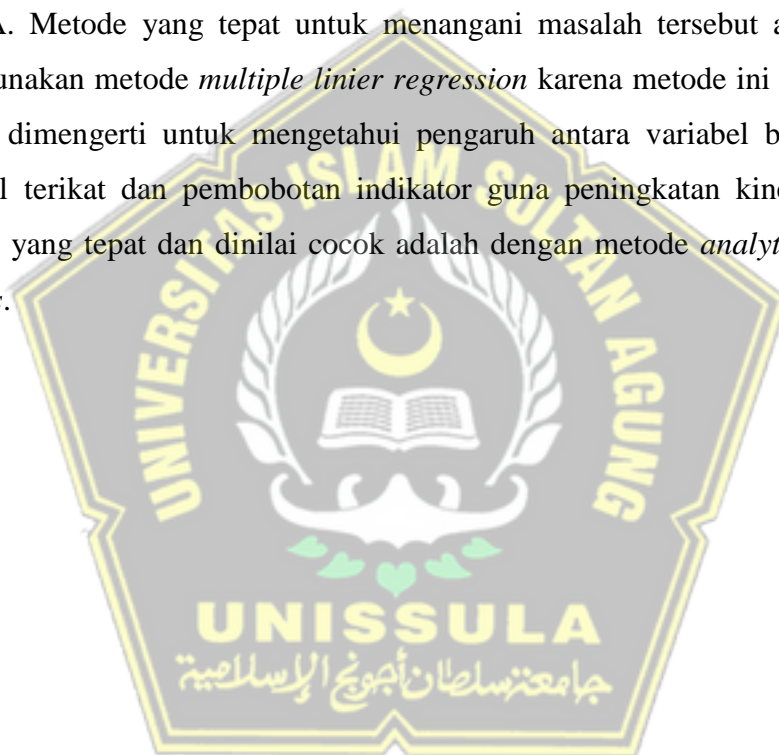 A. Metode yang tepat untuk menangani masalah tersebut a
unakan metode multiple linier regression karena metode ini
dimengerti untuk mengetahui pengaruh antara variabel b
l terikat dan pembobotan indikator guna peningkatan kin
yang tepat dan dinilai cocok adalah dengan metode analyt
UNIVERSITAS ISLAM SULTAN AGUNG
UNISSULA
جامعة سلطان أجونج الإسلامية